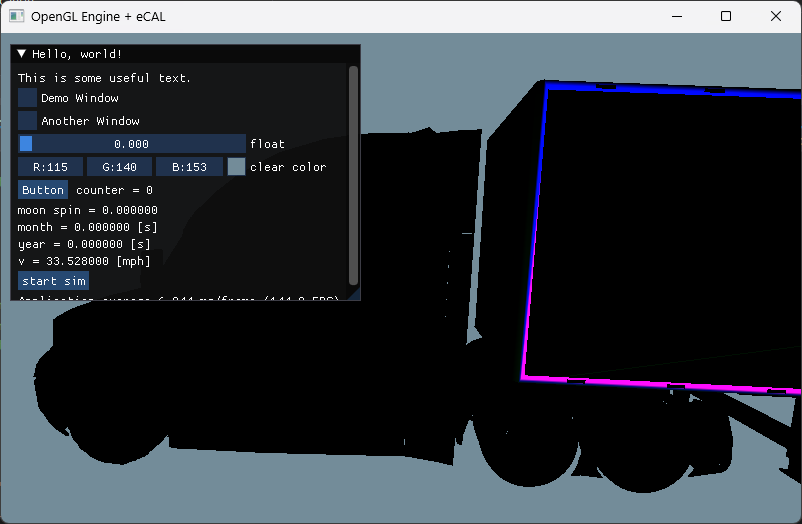 OpenGL Engine + eCAL
Hello, world!
This is some useful text.
Demo Window
Another Window
0.000 float
R:115 G:140 B:153 clear color
Button counter = 0
moon spin = 0.000000
month = 0.000000 [s]
year = 0.000000 [s]
v = 33.528000 [mph]
start sim
Application average